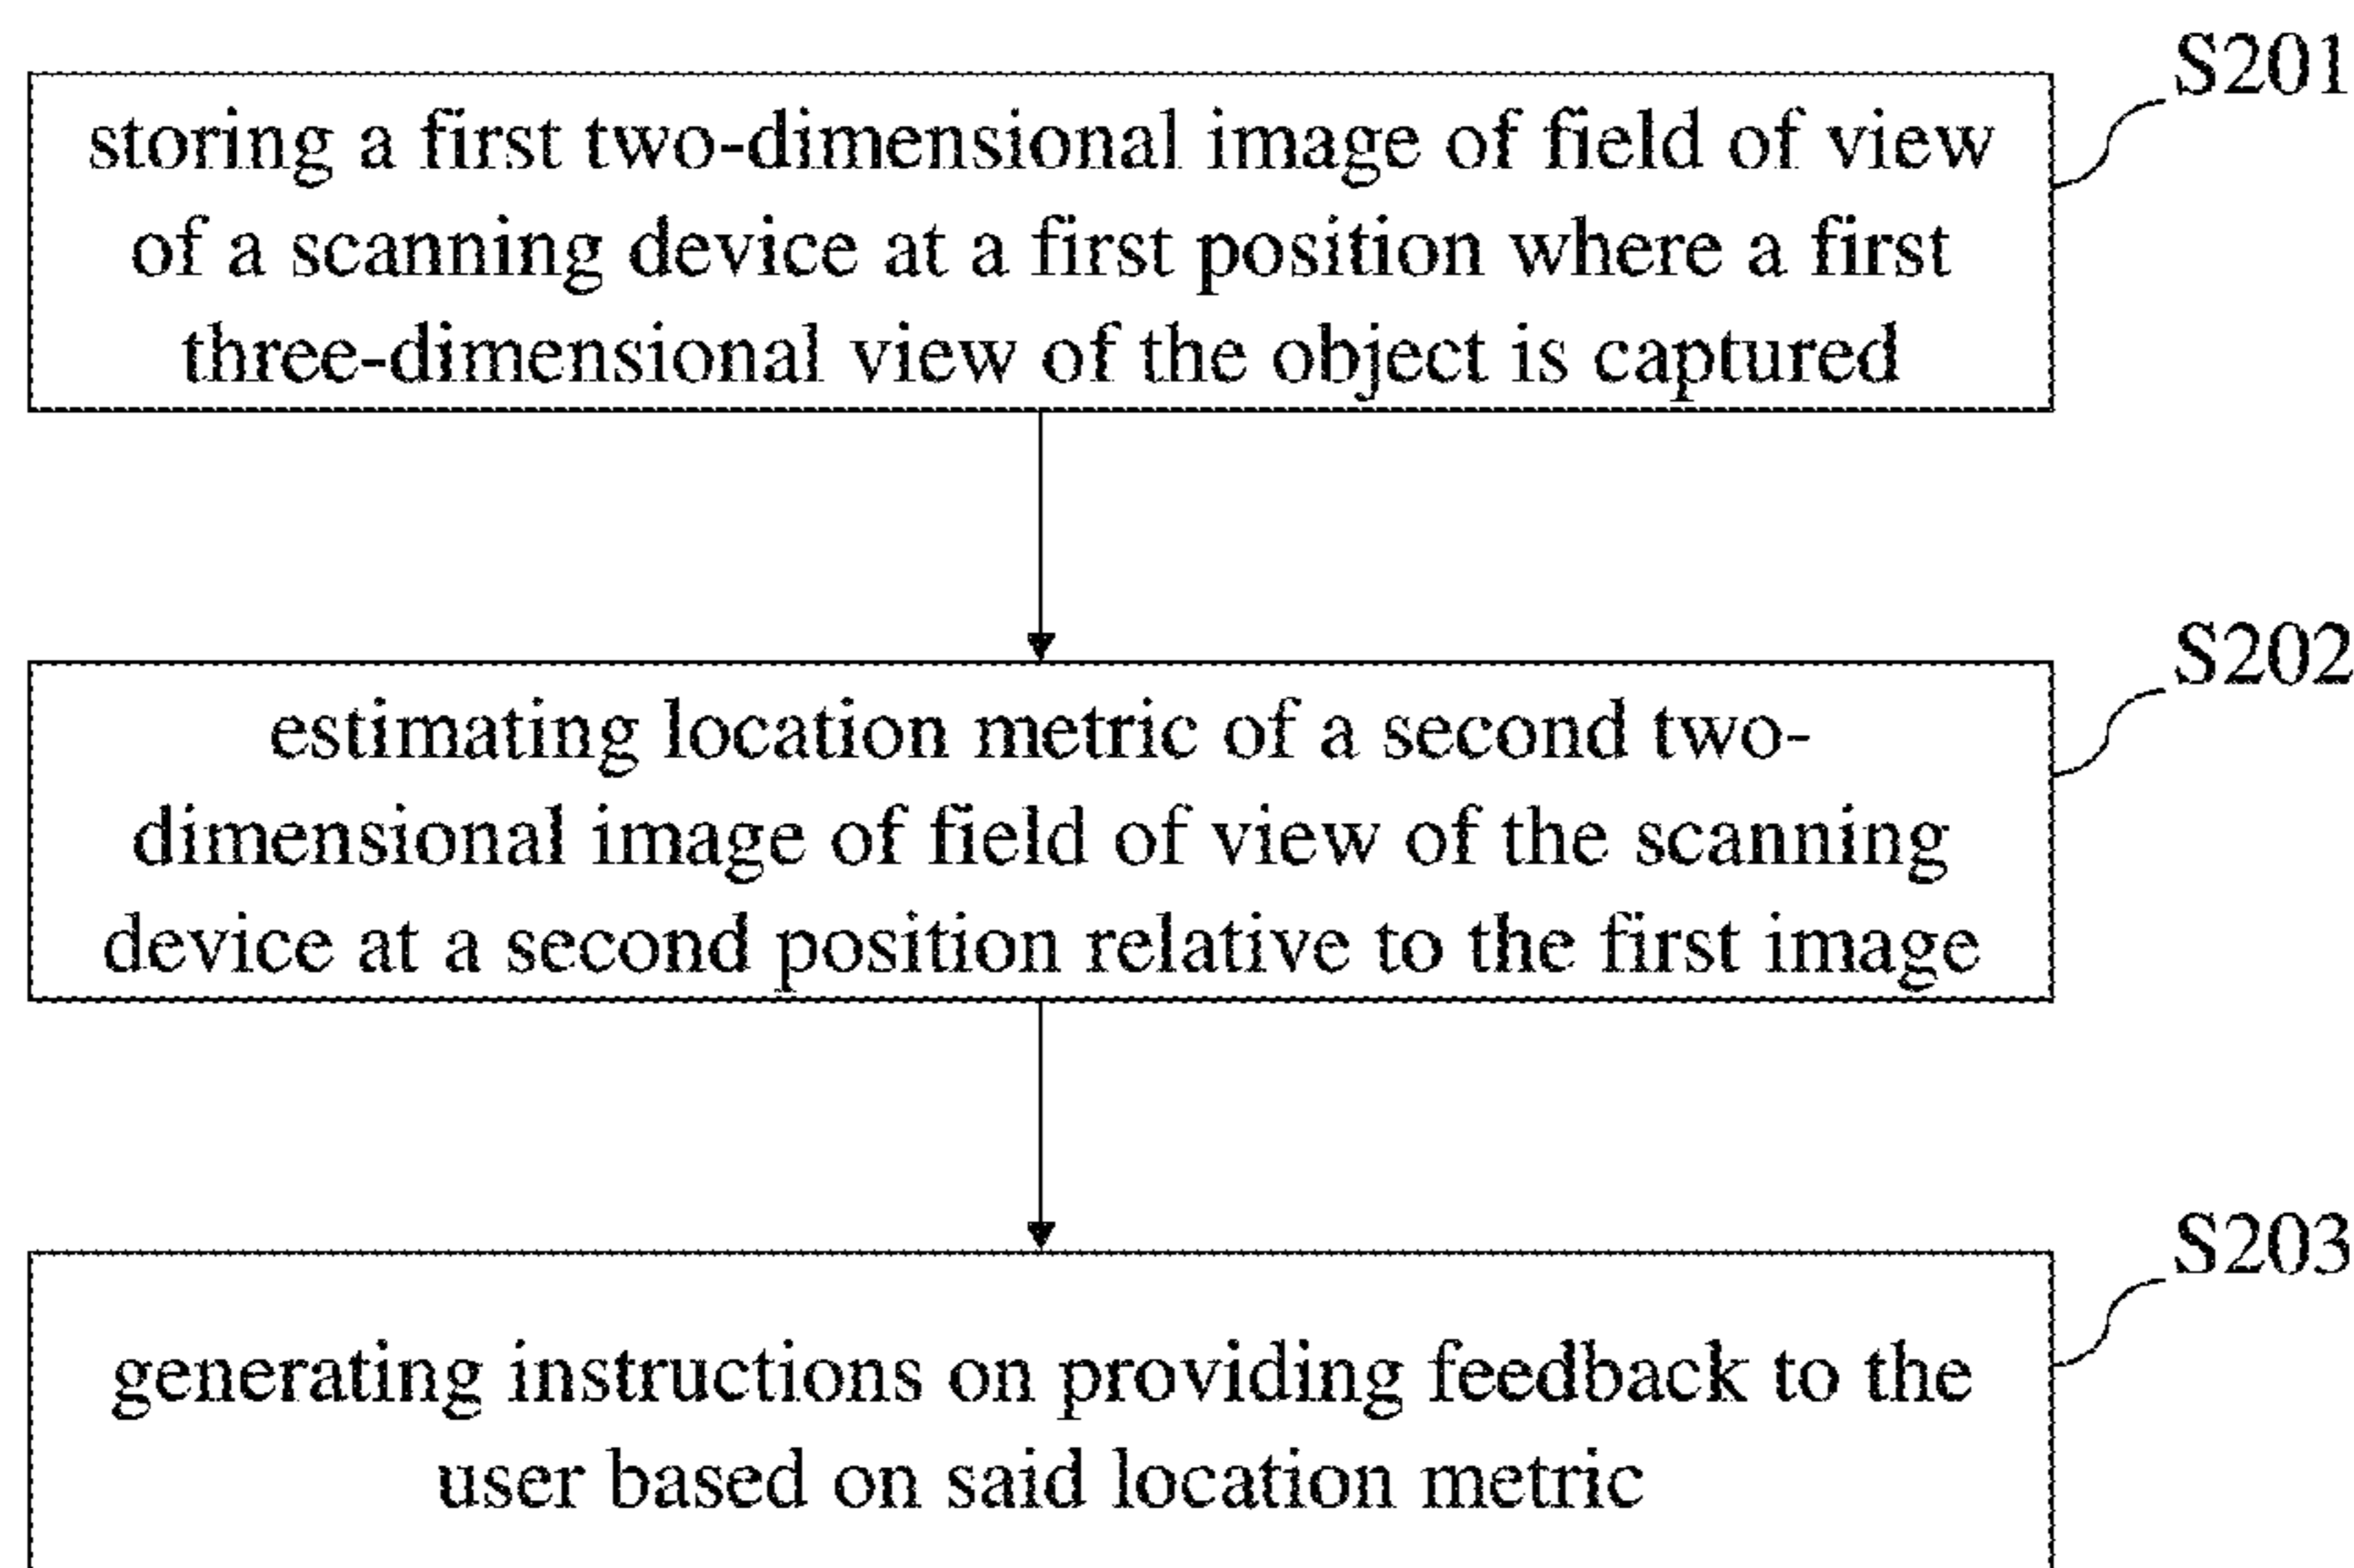 S201
storing a first two-dimensional image of field of view
of a scanning device at a first position where a first
three-dimensional view of the object is captured
S202
estimating location metric of a second two-
dimensional image of field of view of the scanning
device at a second position relative to the first image
S203
generating instructions on providing feedback to the
user based on said location metric